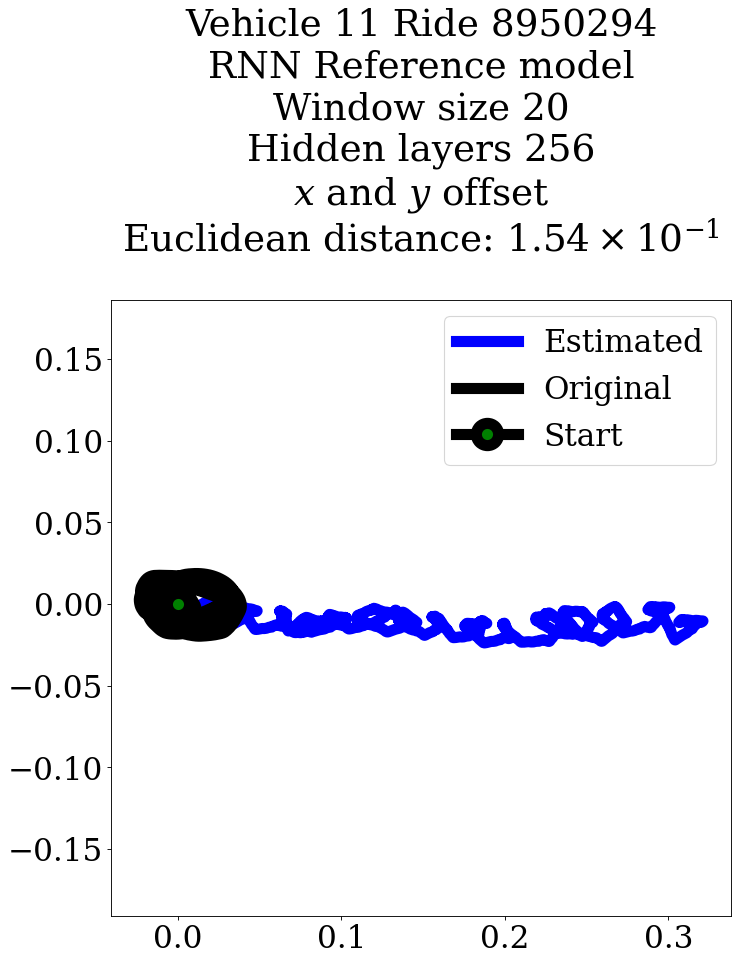 Vehicle 11 Ride 8950294
RNN Reference model
Window size 20
Hidden layers 256
x and y offset
Euclidean distance: 1.54 × 10⁻¹
Estimated
Original
Start
0.15
0.10
0.05
0.00
−0.05
−0.10
−0.15
0.0 0.1 0.2 0.3